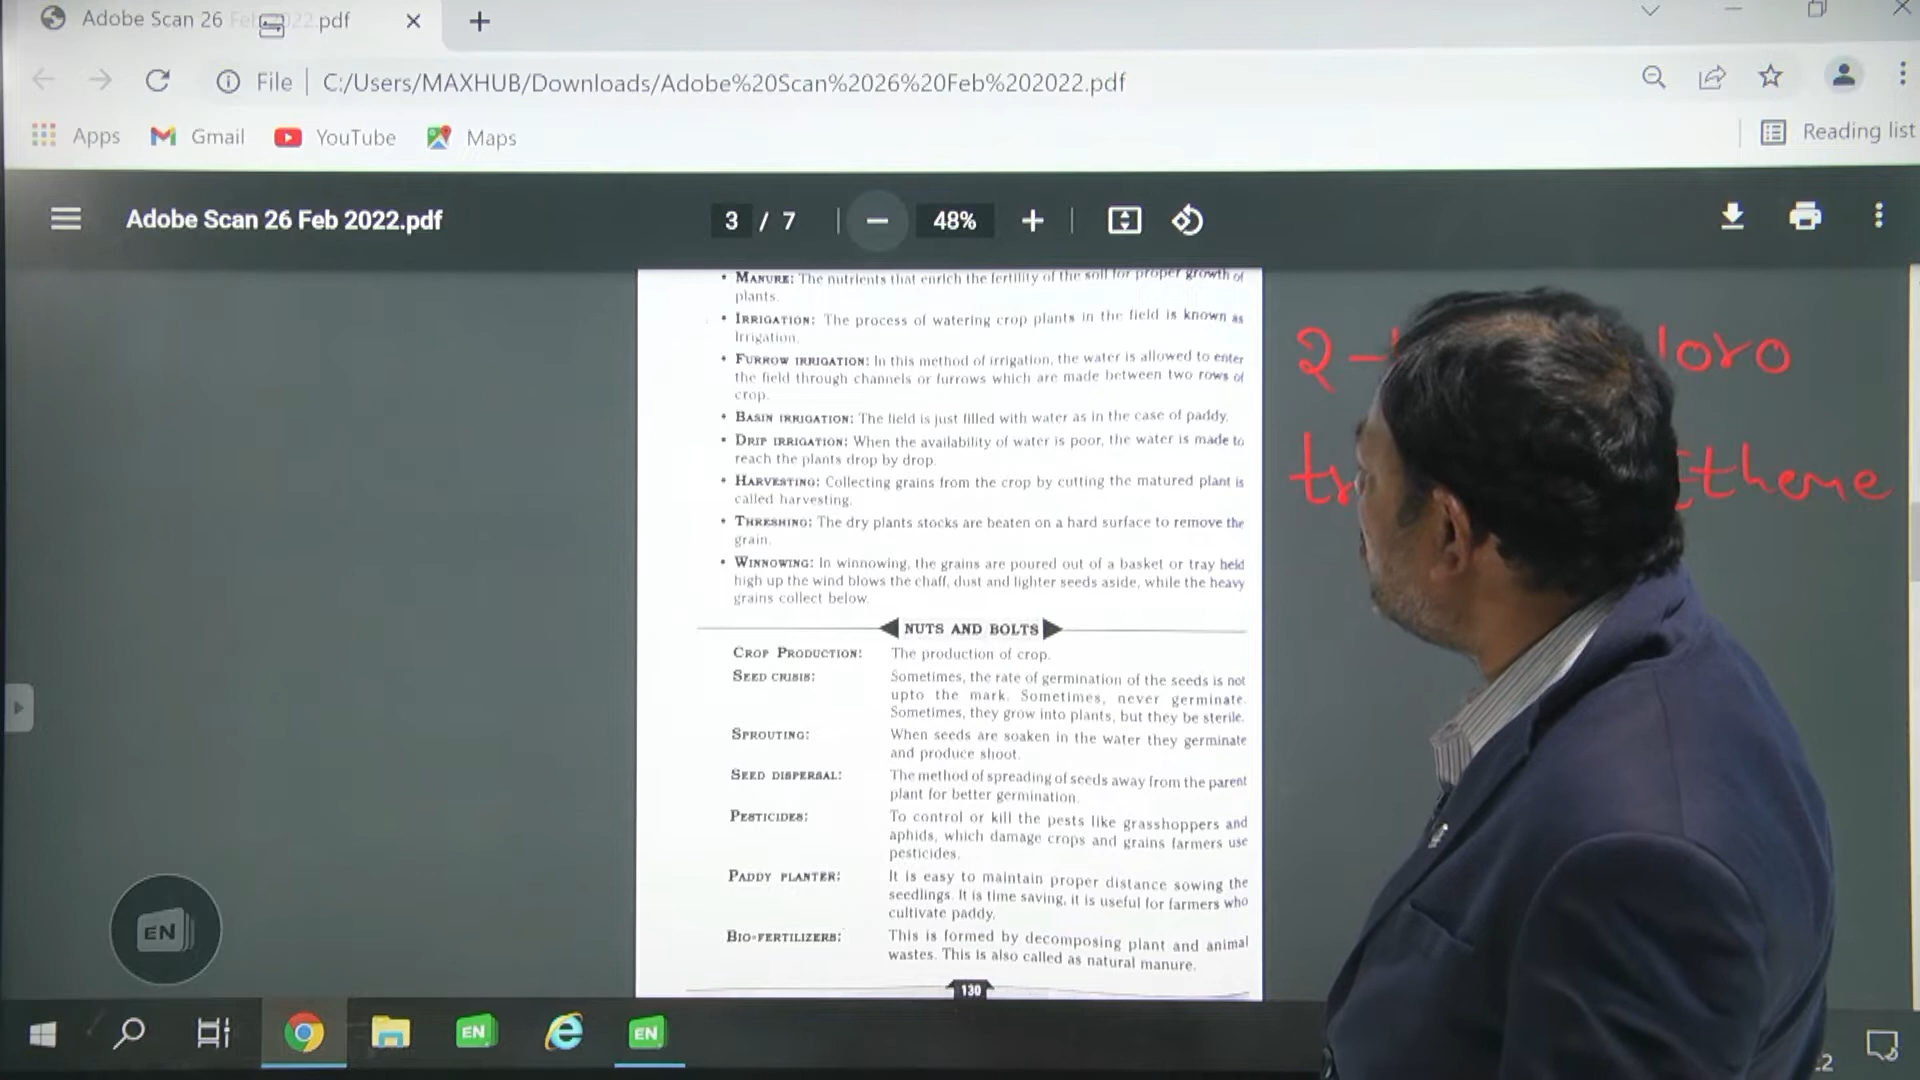 Adobe Scan 26 Feb 2022.pdf
File C:/Users/MAXHUB/Downloads/Adobe%20Scan%2026%20Feb%202022.pdf
Apps Gmail YouTube Maps
Reading list
Adobe Scan 26 Feb 2022.pdf 3 / 7 48%
• MANURE: The nutrients that enrich the fertility of the soil for proper growth of
plants.
• IRRIGATION: The process of watering crop plants in the field is known as
Irrigation.
• FURROW IRRIGATION: In this method of irrigation, the water is allowed to enter
the field through channels or furrows which are made between two rows of
crop.
• BASIN IRRIGATION: The field is just filled with water as in the case of paddy.
• DRIP IRRIGATION: When the availability of water is poor, the water is made to
reach the plants drop by drop.
• HARVESTING: Collecting grains from the crop by cutting the matured plant is
called harvesting.
• THRESHING: The dry plants stocks are beaten on a hard surface to remove the
grain.
• WINNOWING: In winnowing, the grains are poured out of a basket or tray held
high up the wind blows the chaff, dust and lighter seeds aside, while the heavy
grains collect below.
NUTS AND BOLTS
CROP PRODUCTION: The production of crop.
SEED CRISIS: Sometimes, the rate of germination of the seeds is not
upto the mark. Sometimes, never germinate.
Sometimes, they grow into plants, but they be sterile.
SPROUTING: When seeds are soaken in the water they germinate
and produce shoot.
SEED DISPERSAL: The method of spreading of seeds away from the parent
plant for better germination.
PESTICIDES: To control or kill the pests like grasshoppers and
aphids, which damage crops and grains farmers use
pesticides.
PADDY PLANTER: It is easy to maintain proper distance sowing the
seedlings. It is time saving, it is useful for farmers who
cultivate paddy.
BIO-FERTILIZERS: This is formed by decomposing plant and animal
wastes. This is also called as natural manure.
130
2- loro
tr
EN
EN
EN